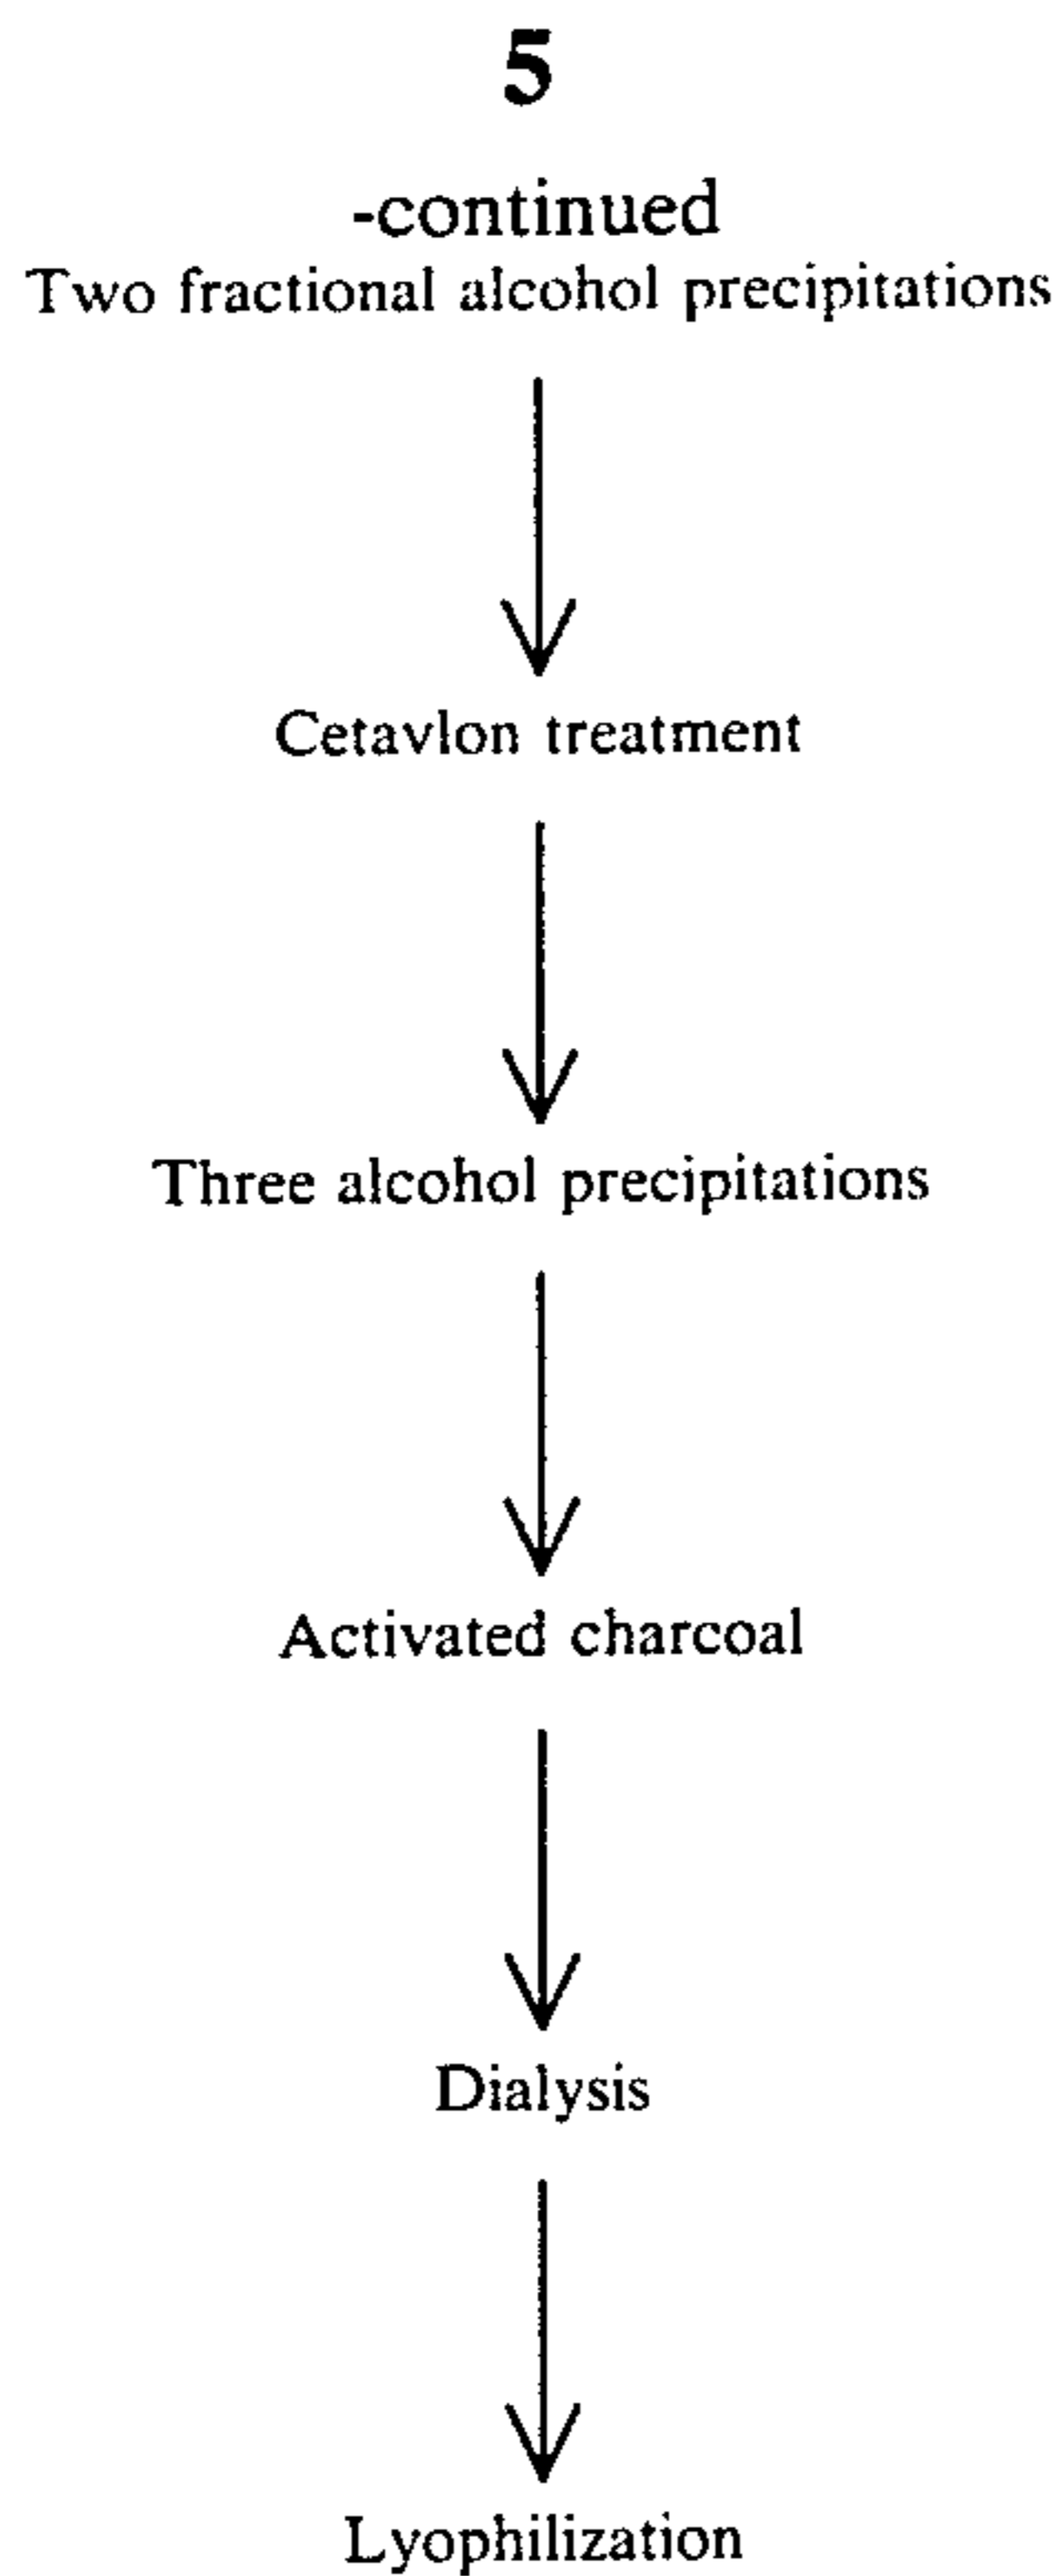 5
-continued
Two fractional alcohol precipitations
Cetavlon treatment
Three alcohol precipitations
Activated charcoal
Dialysis
Lyophilization